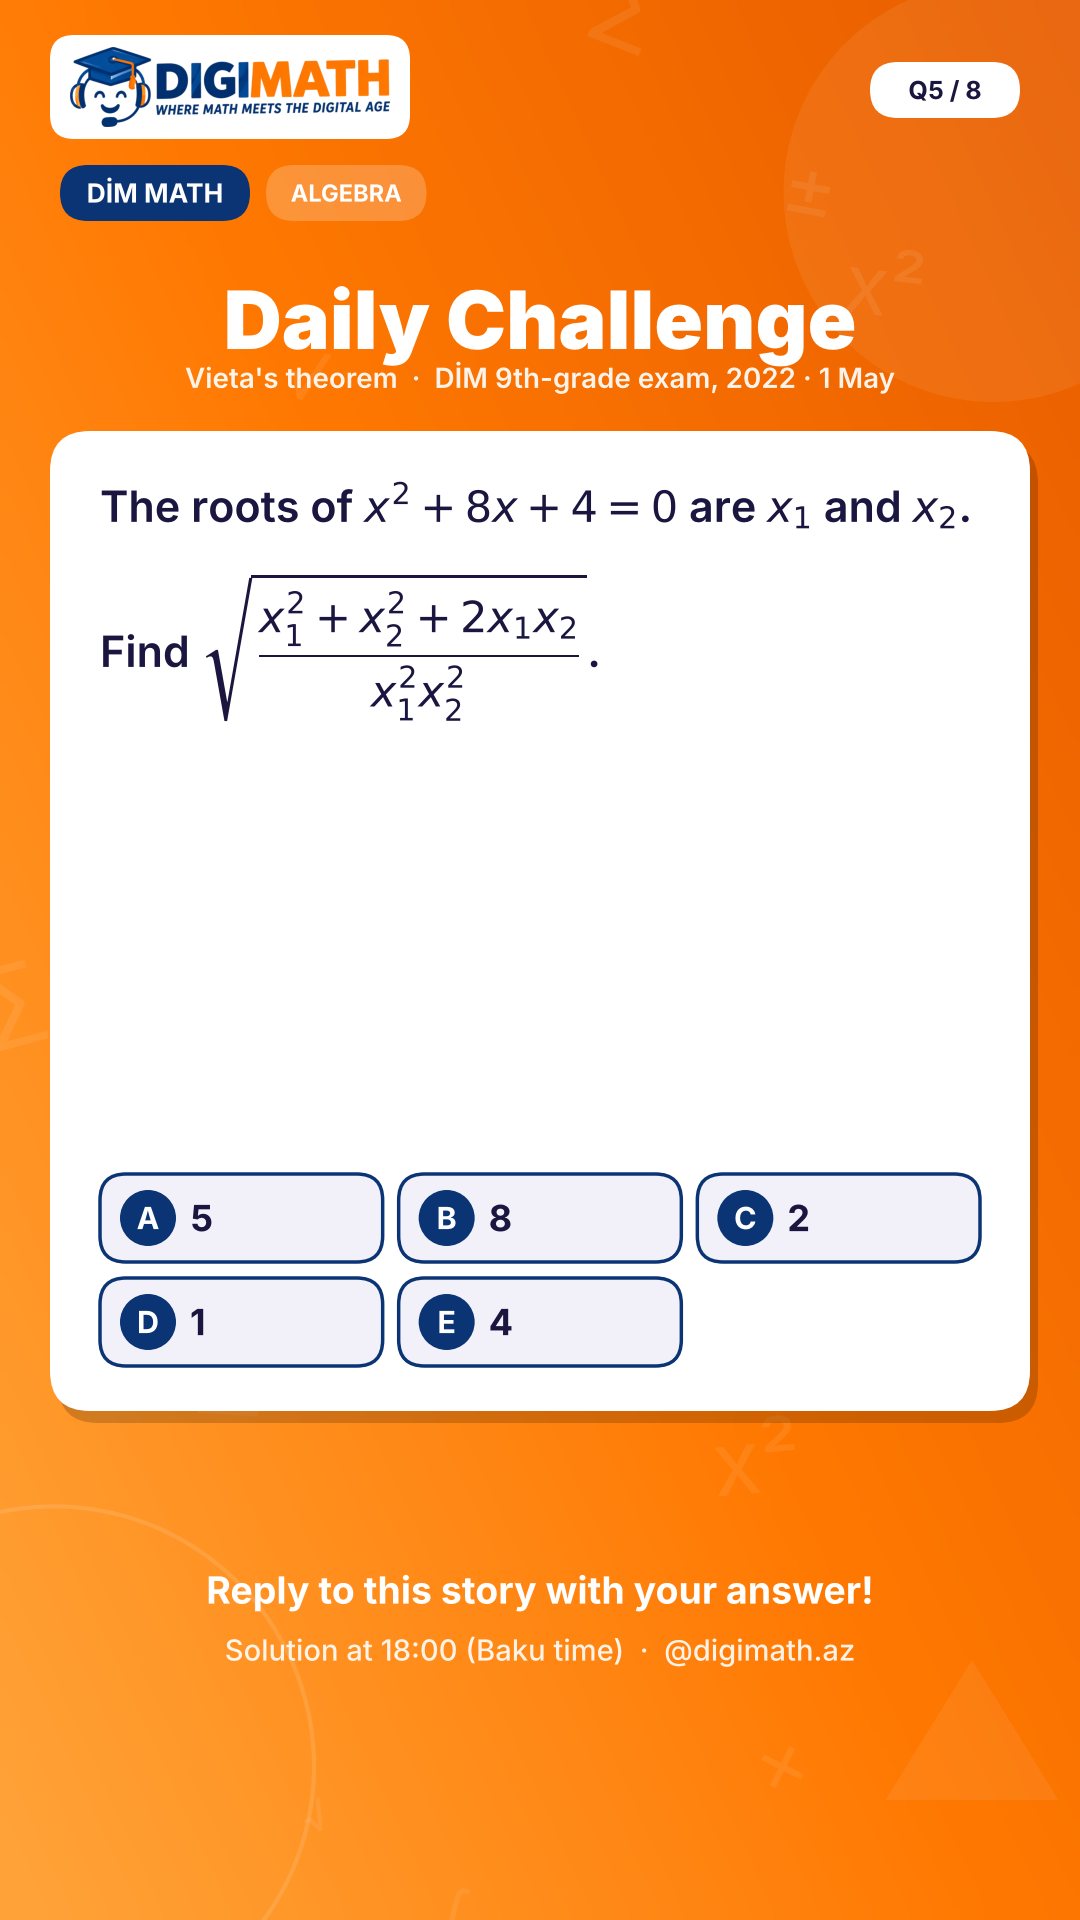 DIGIMATH
WHERE MATH MEETS THE DIGITAL AGE
Q5 / 8
DİM MATH
ALGEBRA
Daily Challenge
Vieta's theorem · DİM 9th-grade exam, 2022 · 1 May
The roots of x² + 8x + 4 = 0 are x₁ and x₂.
Find √((x₁² + x₂² + 2x₁x₂)/(x₁²x₂²)).
A 5
B 8
C 2
D 1
E 4
Reply to this story with your answer!
Solution at 18:00 (Baku time) · @digimath.az